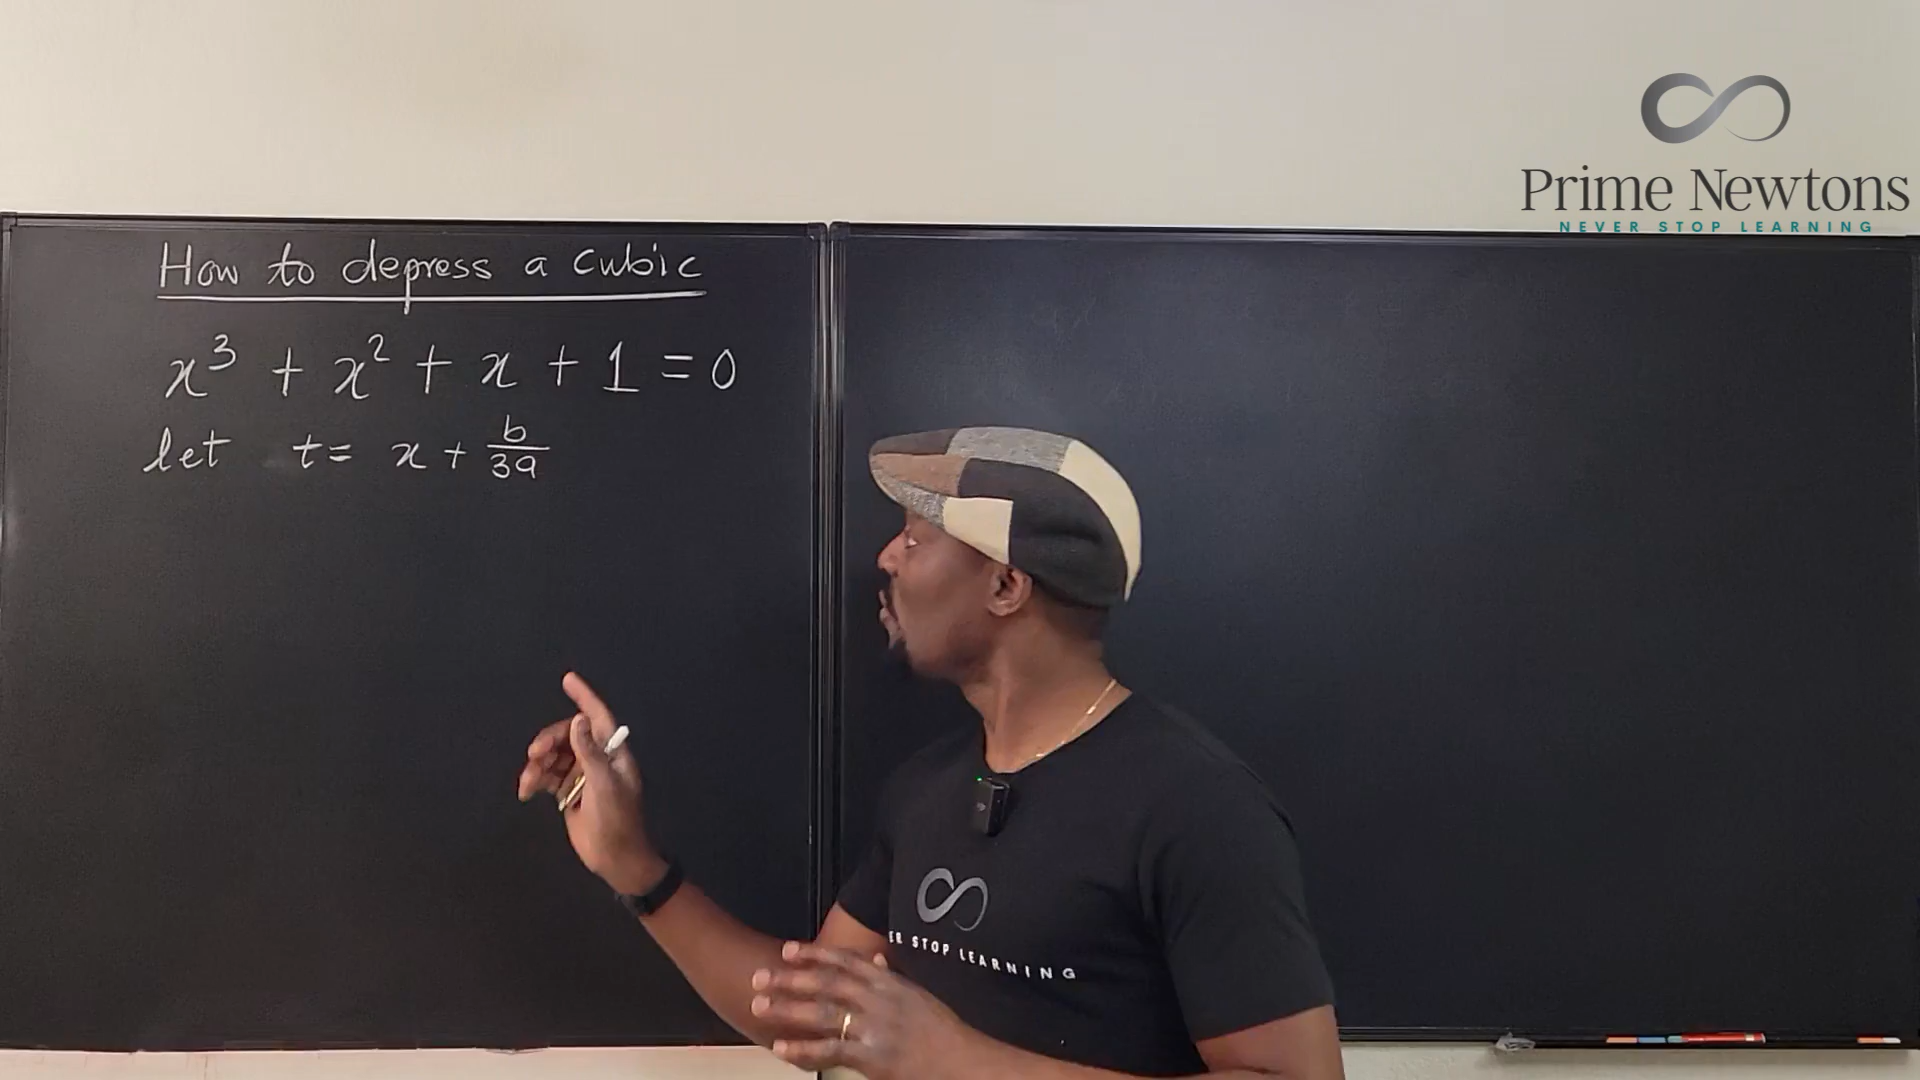 Prime Newtons
NEVER STOP LEARNING
How to depress a cubic
x³ + x² + x + 1 = 0
let t = x + b/3a
STOP LEARNING